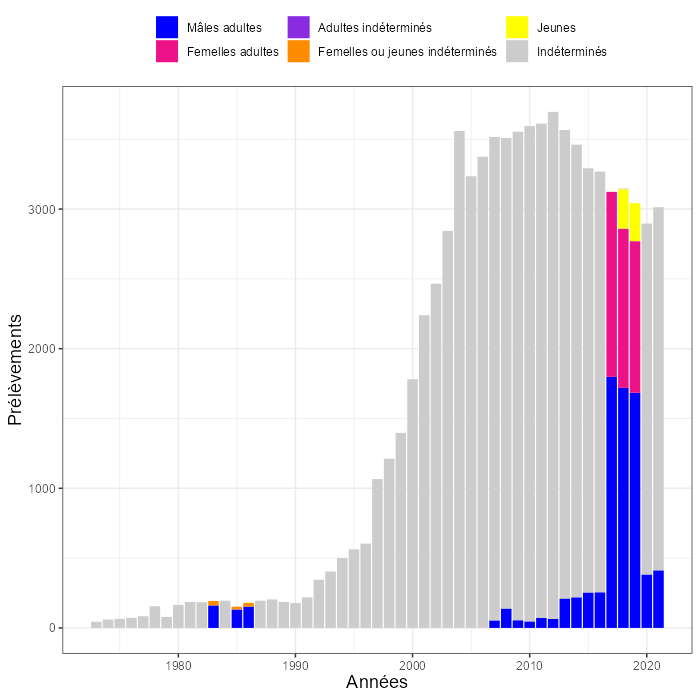 Mâles adultes
Adultes indéterminés
Jeunes
Femelles adultes
Femelles ou jeunes indéterminés
Indéterminés
3000
2000
1000
0
Prélèvements
1980
1990
2000
2010
2020
Années